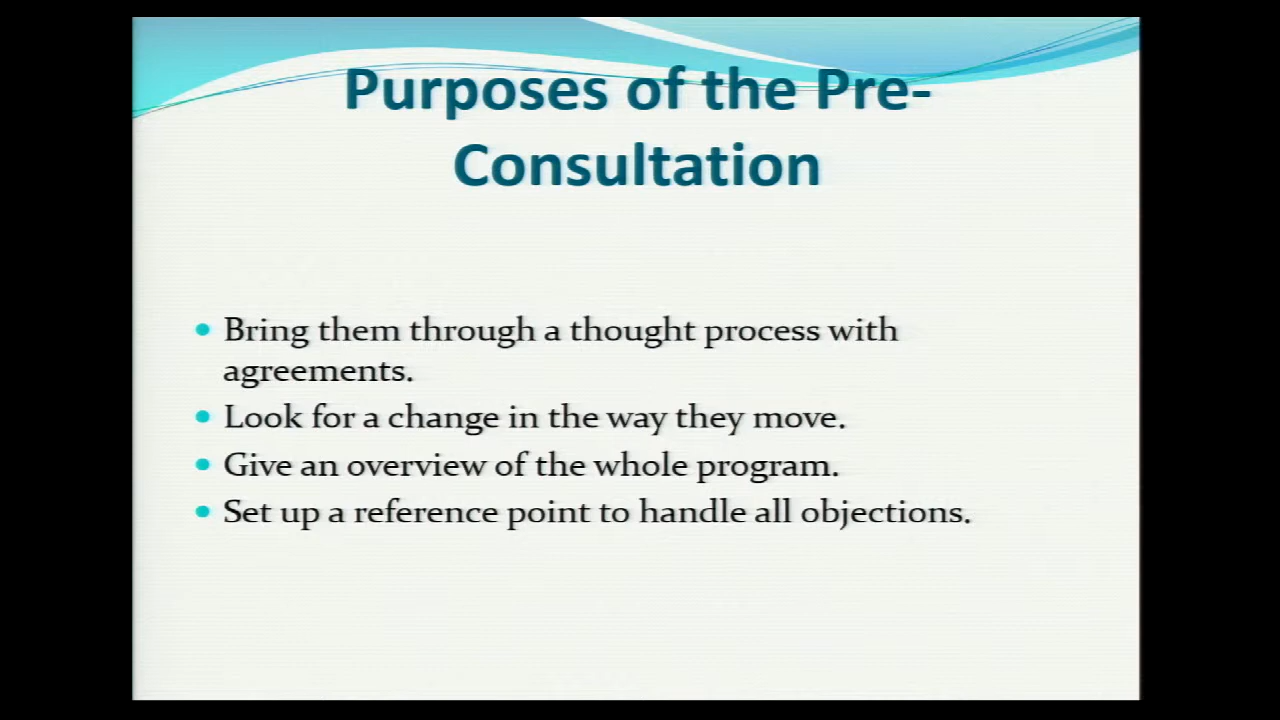 Purposes of the Pre-
Consultation
Bring them through a thought process with
agreements.
Look for a change in the way they move.
Give an overview of the whole program.
Set up a reference point to handle all objections.